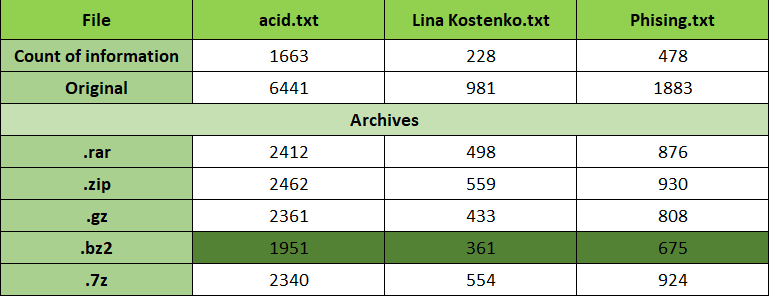 File acid.txt Lina Kostenko.txt Phising.txt
Count of information 1663 228 478
Original 6441 981 1883
Archives
.rar 2412 498 876
.zip 2462 559 930
.gz 2361 433 808
.bz2 1951 361 675
.7z 2340 554 924